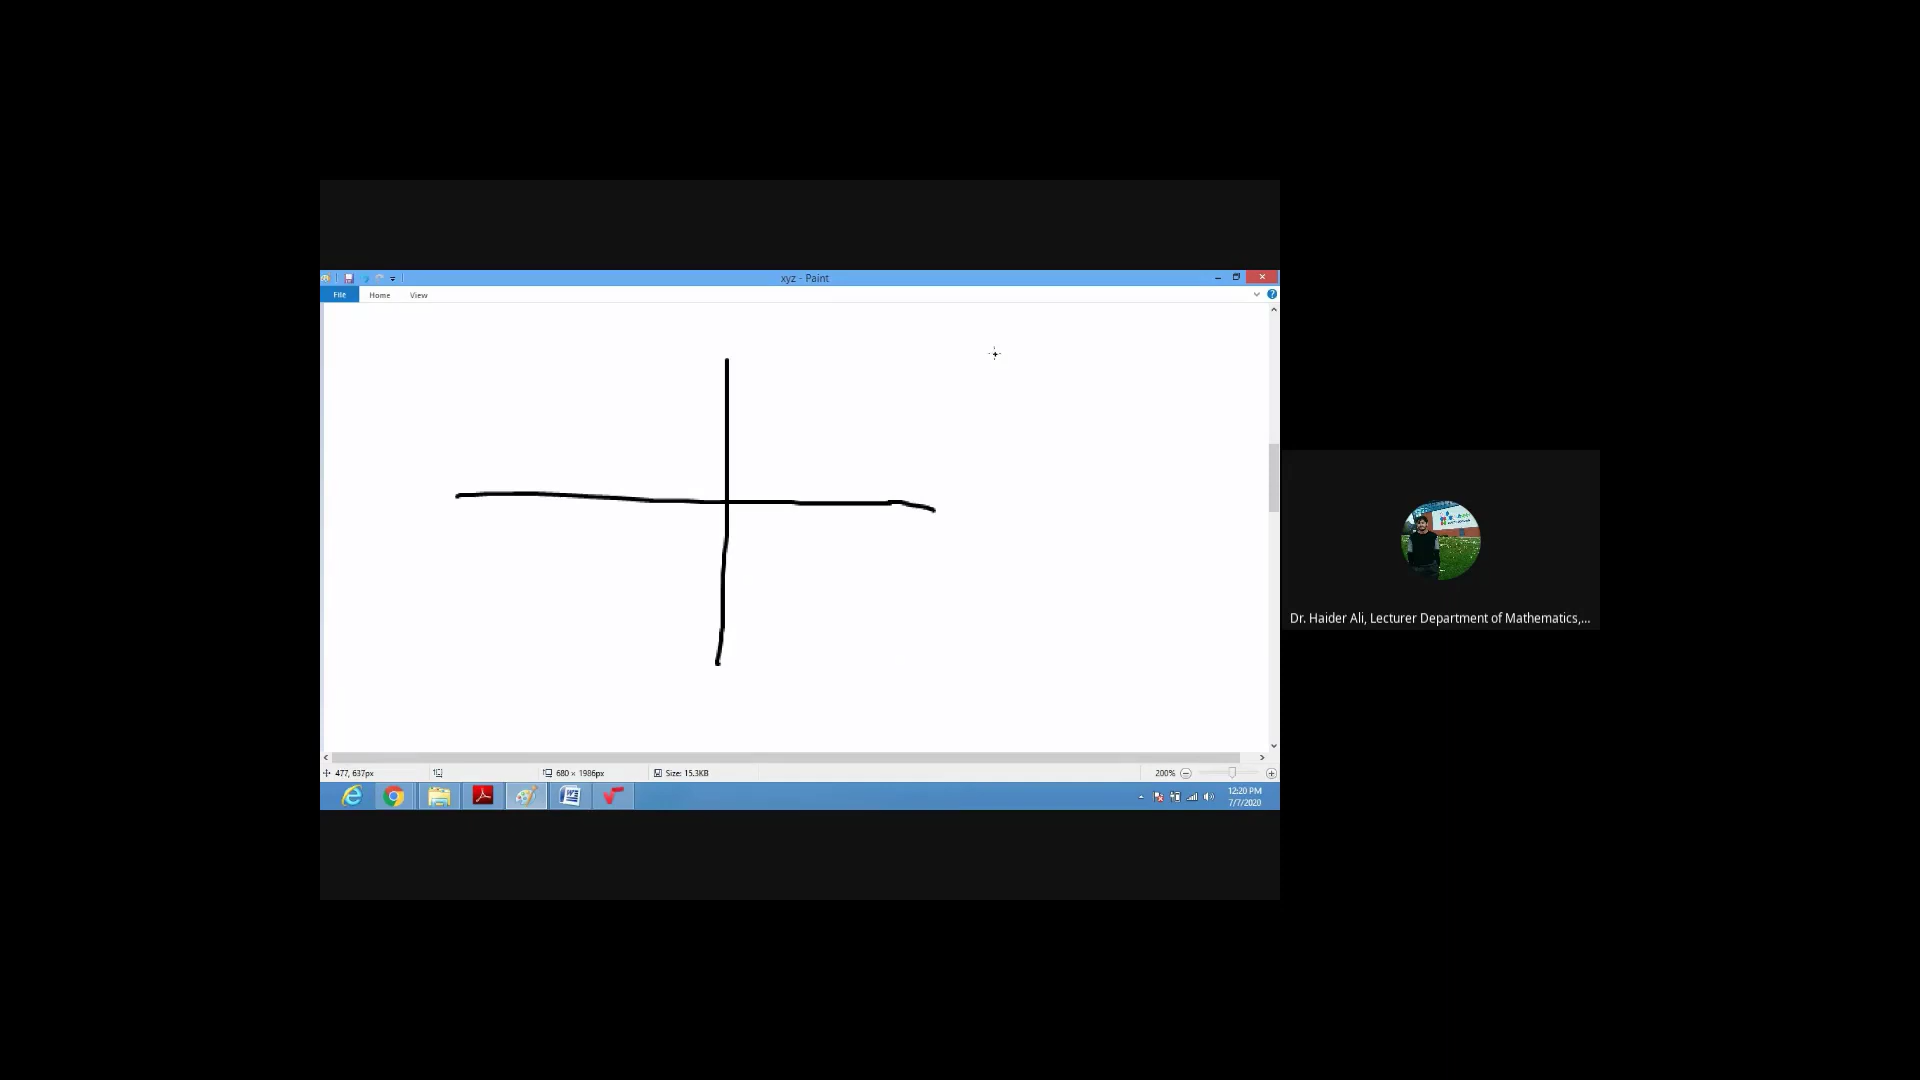 xyz - Paint
File Home View
477, 637px 680 × 1986px Size: 15.3KB 200%
12:20 PM
7/7/2020
Dr. Haider Ali, Lecturer Department of Mathematics,...